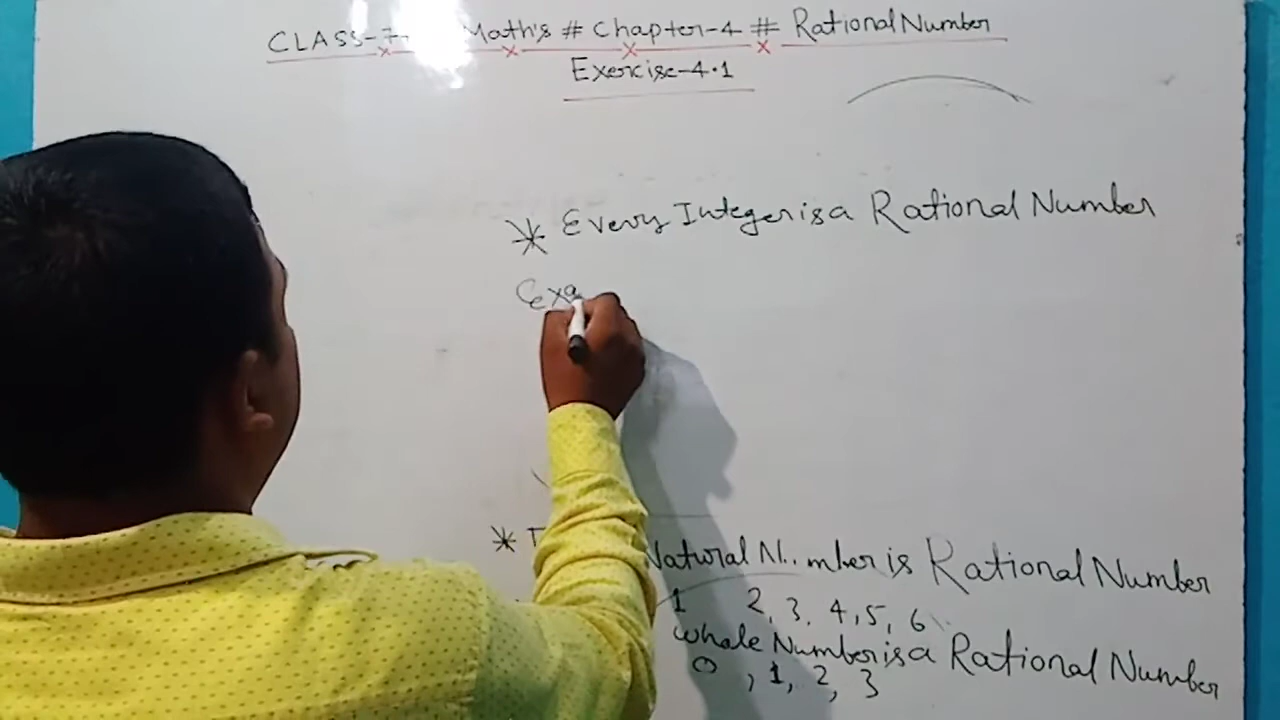 CLASS-7 Math's # Chapter-4 # Rational Number
Exercise-4.1
* Every Integer is a Rational Number
Exa
* Natural Number is Rational Number
1 2, 3, 4, 5, 6
Whole Number is a Rational Number
0, 1, 2, 3